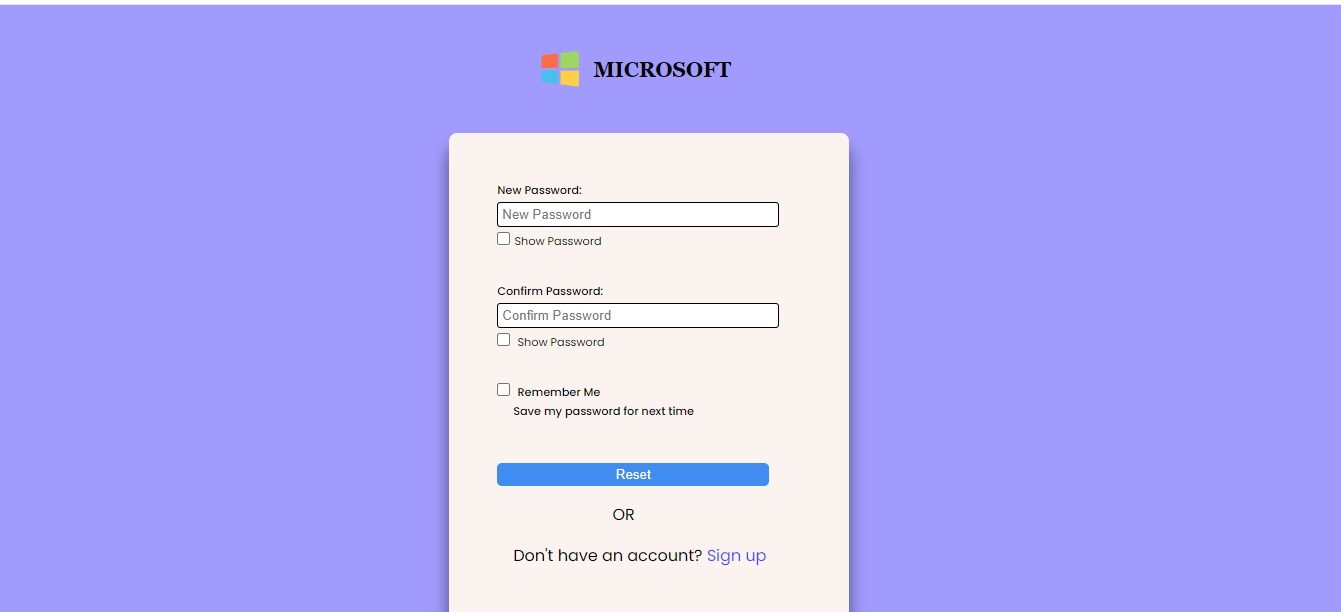 MICROSOFT
New Password:
New Password
Show Password
Confirm Password:
Confirm Password
Show Password
Remember Me
Save my password for next time
Reset
OR
Don't have an account? Sign up